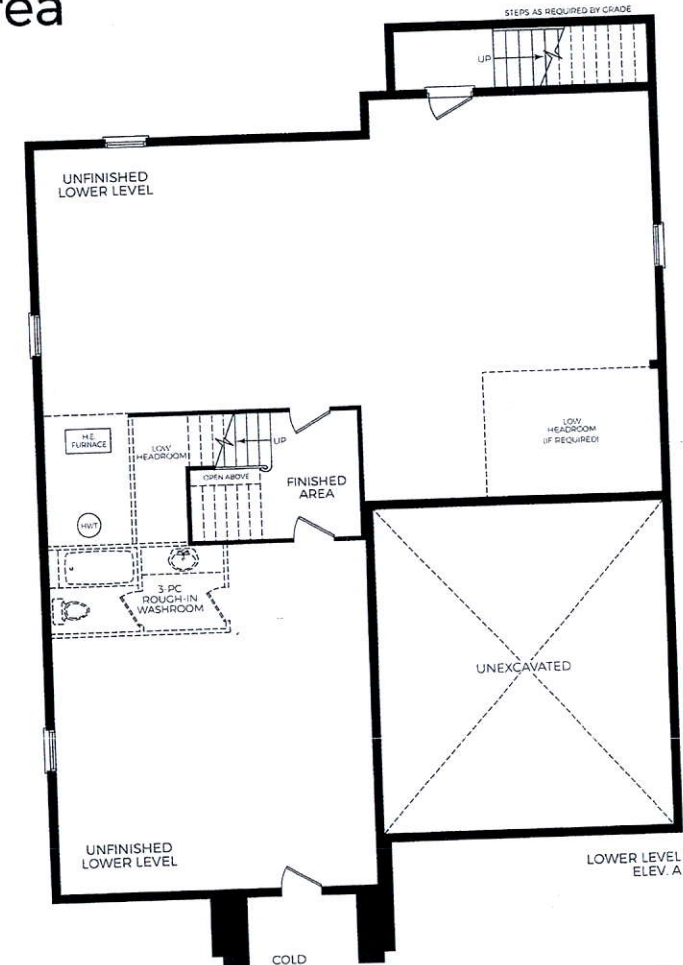 rea
STEPS AS REQUIRED BY GRADE
UP
UNFINISHED
LOWER LEVEL
H.E.
FURNACE
LOW
HEADROOM
UP
LOW
HEADROOM
(IF REQUIRED)
OPEN ABOVE
FINISHED
AREA
HWT
3-PC
ROUGH-IN
WASHROOM
UNEXCAVATED
UNFINISHED
LOWER LEVEL
LOWER LEVEL
ELEV. A
COLD